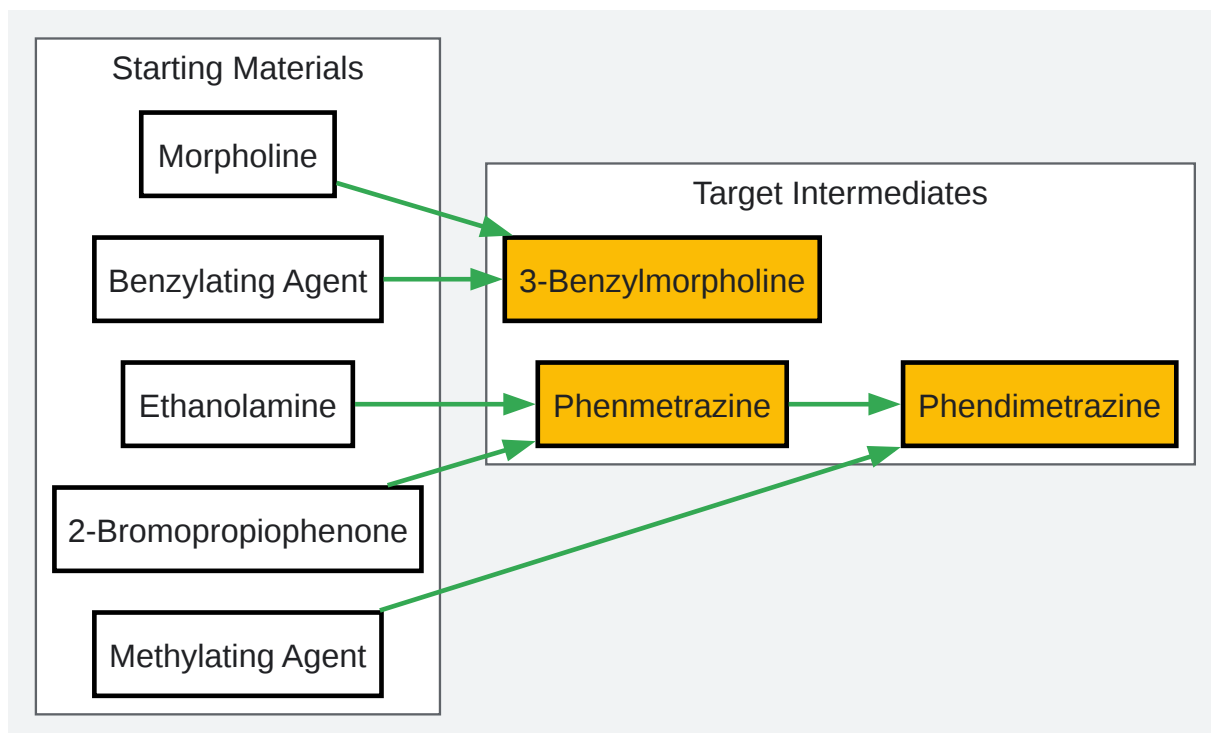 Starting Materials
Morpholine
Benzylating Agent
Ethanolamine
2-Bromopropiophenone
Methylating Agent
Target Intermediates
3-Benzylmorpholine
Phenmetrazine
Phendimetrazine